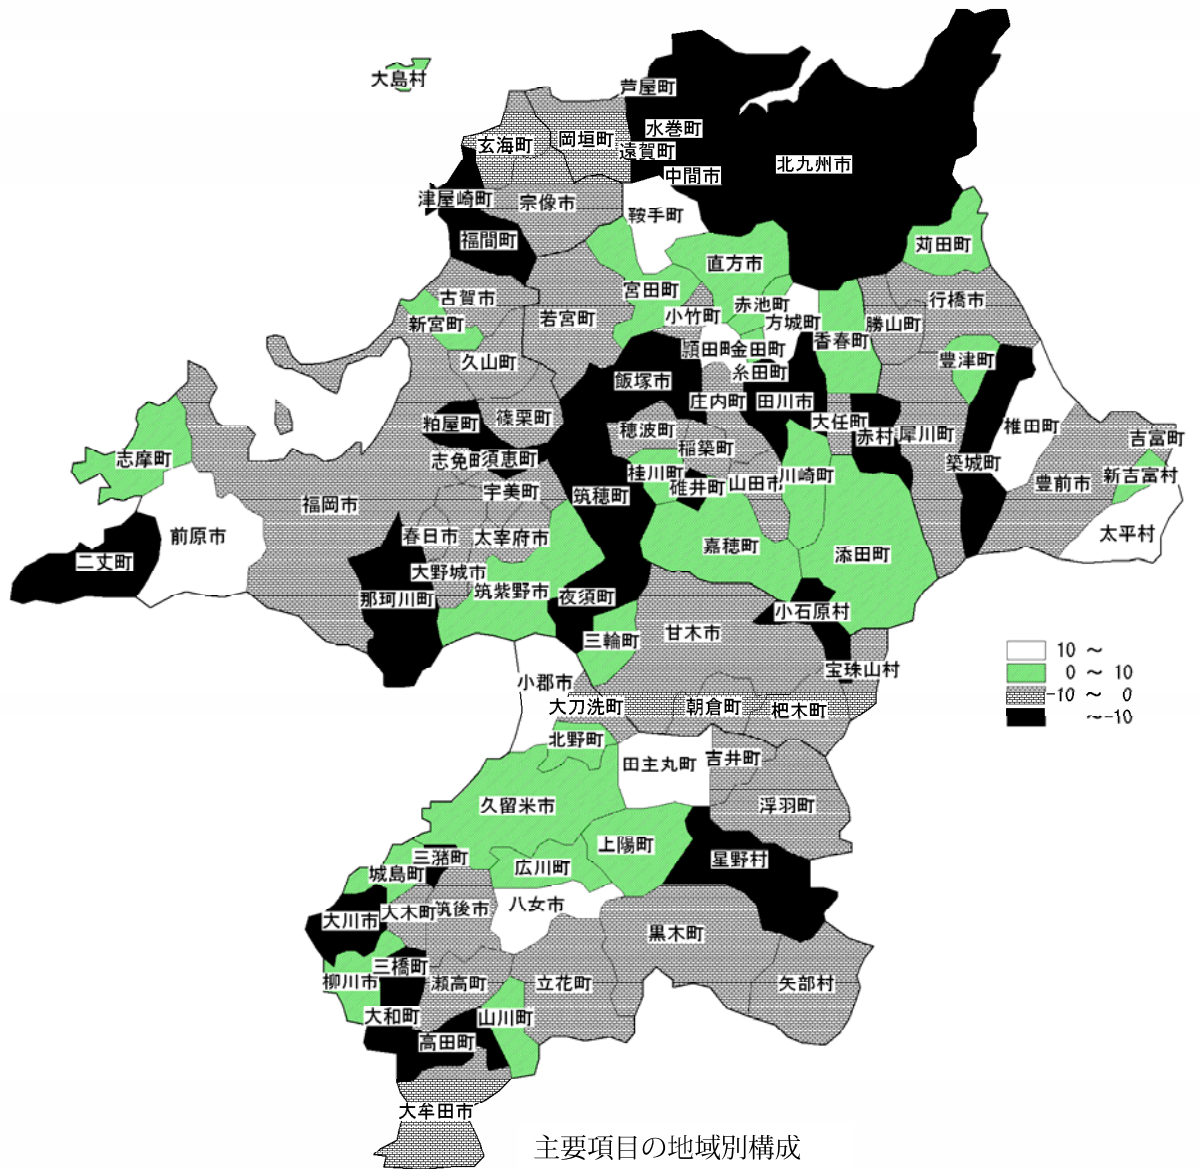 大島村
芦屋町
水巻町
岡垣町
玄海町
遠賀町
北九州市
中間市
津屋崎町
宗像市
鞍手町
福間町
苅田町
直方市
宮田町
古賀市
行橋市
赤池町
小竹町
若宮町
新宮町
方城町
勝山町
香春町
頴田町
金田町
久山町
豊津町
糸田町
飯塚市
庄内町
田川市
篠栗町
粕屋町
大任町
椎田町
穂波町
赤村
犀川町
吉富町
稲築町
志摩町
志免町
須恵町
築城町
桂川町
川崎町
新吉富村
碓井町
山田市
豊前市
宇美町
筑穂町
福岡市
前原市
春日市
太宰府市
太平村
嘉穂町
添田町
二丈町
大野城市
筑紫野市
夜須町
那珂川町
小石原村
三輪町
甘木市
10 ～
宝珠山村
0 ～ 10
小郡市
-10 ～ 0
大刀洗町
朝倉町
杷木町
～-10
北野町
田主丸町
吉井町
久留米市
浮羽町
上陽町
三潴町
星野村
広川町
城島町
八女市
筑後市
大木町
大川市
黒木町
三橋町
柳川市
瀬高町
立花町
矢部村
大和町
山川町
高田町
大牟田市
主要項目の地域別構成